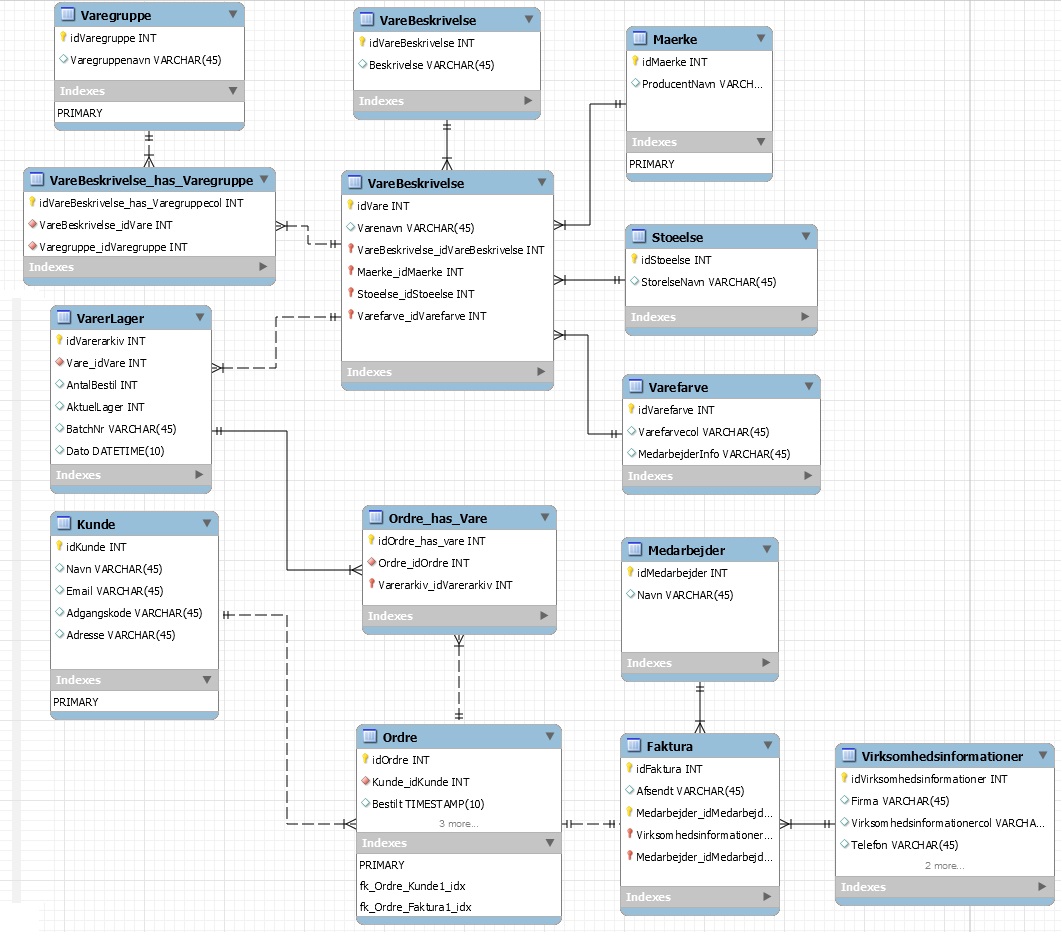 Varegruppe
idVaregruppe INT
Varegruppenavn VARCHAR(45)
Indexes
PRIMARY
VareBeskrivelse
idVareBeskrivelse INT
Beskrivelse VARCHAR(45)
Indexes
Maerke
idMaerke INT
ProducentNavn VARCH...
Indexes
PRIMARY
VareBeskrivelse_has_Varegruppe
idVareBeskrivelse_has_Varegruppecol INT
VareBeskrivelse_idVare INT
Varegruppe_idVaregruppe INT
Indexes
VareBeskrivelse
idVare INT
Varenavn VARCHAR(45)
VareBeskrivelse_idVareBeskrivelse INT
Maerke_idMaerke INT
Stoeelse_idStoeelse INT
Varefarve_idVarefarve INT
Indexes
Stoeelse
idStoeelse INT
StorelseNavn VARCHAR(45)
Indexes
VarerLager
idVarerarkiv INT
Vare_idVare INT
AntalBestil INT
AktuelLager INT
BatchNr VARCHAR(45)
Dato DATETIME(10)
Indexes
Varefarve
idVarefarve INT
Varefarvecol VARCHAR(45)
MedarbejderInfo VARCHAR(45)
Indexes
Kunde
idKunde INT
Navn VARCHAR(45)
Email VARCHAR(45)
Adgangskode VARCHAR(45)
Adresse VARCHAR(45)
Indexes
PRIMARY
Ordre_has_Vare
idOrdre_has_vare INT
Ordre_idOrdre INT
Varerarkiv_idVarerarkiv INT
Indexes
Medarbejder
idMedarbejder INT
Navn VARCHAR(45)
Indexes
Ordre
idOrdre INT
Kunde_idKunde INT
Bestilt TIMESTAMP(10)
3 more...
Indexes
PRIMARY
fk_Ordre_Kunde1_idx
fk_Ordre_Faktura1_idx
Faktura
idFaktura INT
Afsendt VARCHAR(45)
Medarbejder_idMedarbejd...
Virksomhedsinformationer...
Medarbejder_idMedarbejd...
Indexes
Virksomhedsinformationer
idVirksomhedsinformationer INT
Firma VARCHAR(45)
Virksomhedsinformationercol VARCHA...
Telefon VARCHAR(45)
2 more...
Indexes